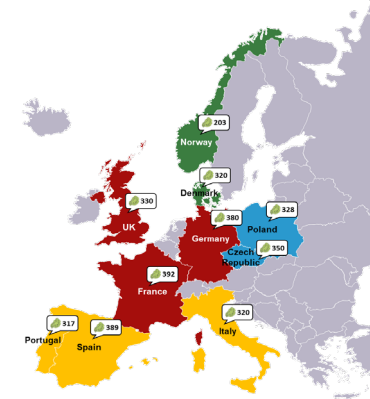 203
Norway
320
Denmark
330
UK
380
Germany
328
Poland
350
Czech
Republic
392
France
317
Portugal
389
Spain
320
Italy